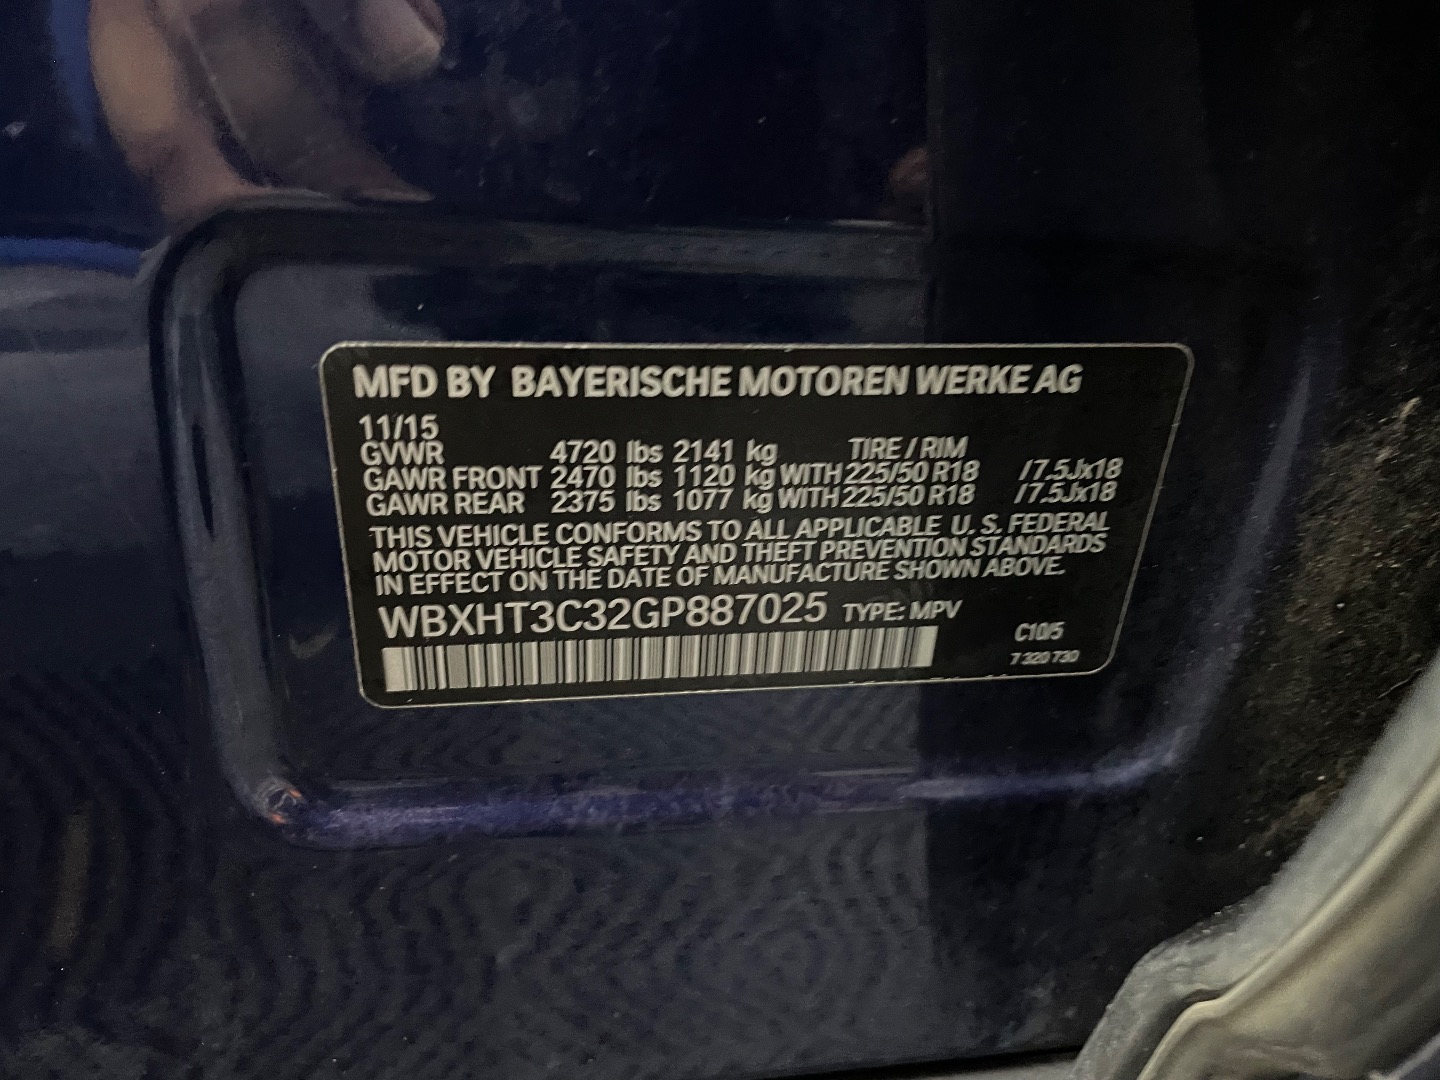 MFD BY BAYERISCHE MOTOREN WERKE AG
11/15
GVWR 4720 lbs 2141 kg TIRE / RIM
GAWR FRONT 2470 lbs 1120 kg WITH 225/50 R18 /7.5Jx18
GAWR REAR 2375 lbs 1077 kg WITH 225/50 R18 /7.5Jx18
THIS VEHICLE CONFORMS TO ALL APPLICABLE U. S. FEDERAL
MOTOR VEHICLE SAFETY AND THEFT PREVENTION STANDARDS
IN EFFECT ON THE DATE OF MANUFACTURE SHOWN ABOVE.
WBXHT3C32GP887025 TYPE: MPV
C10/5
7 320 730